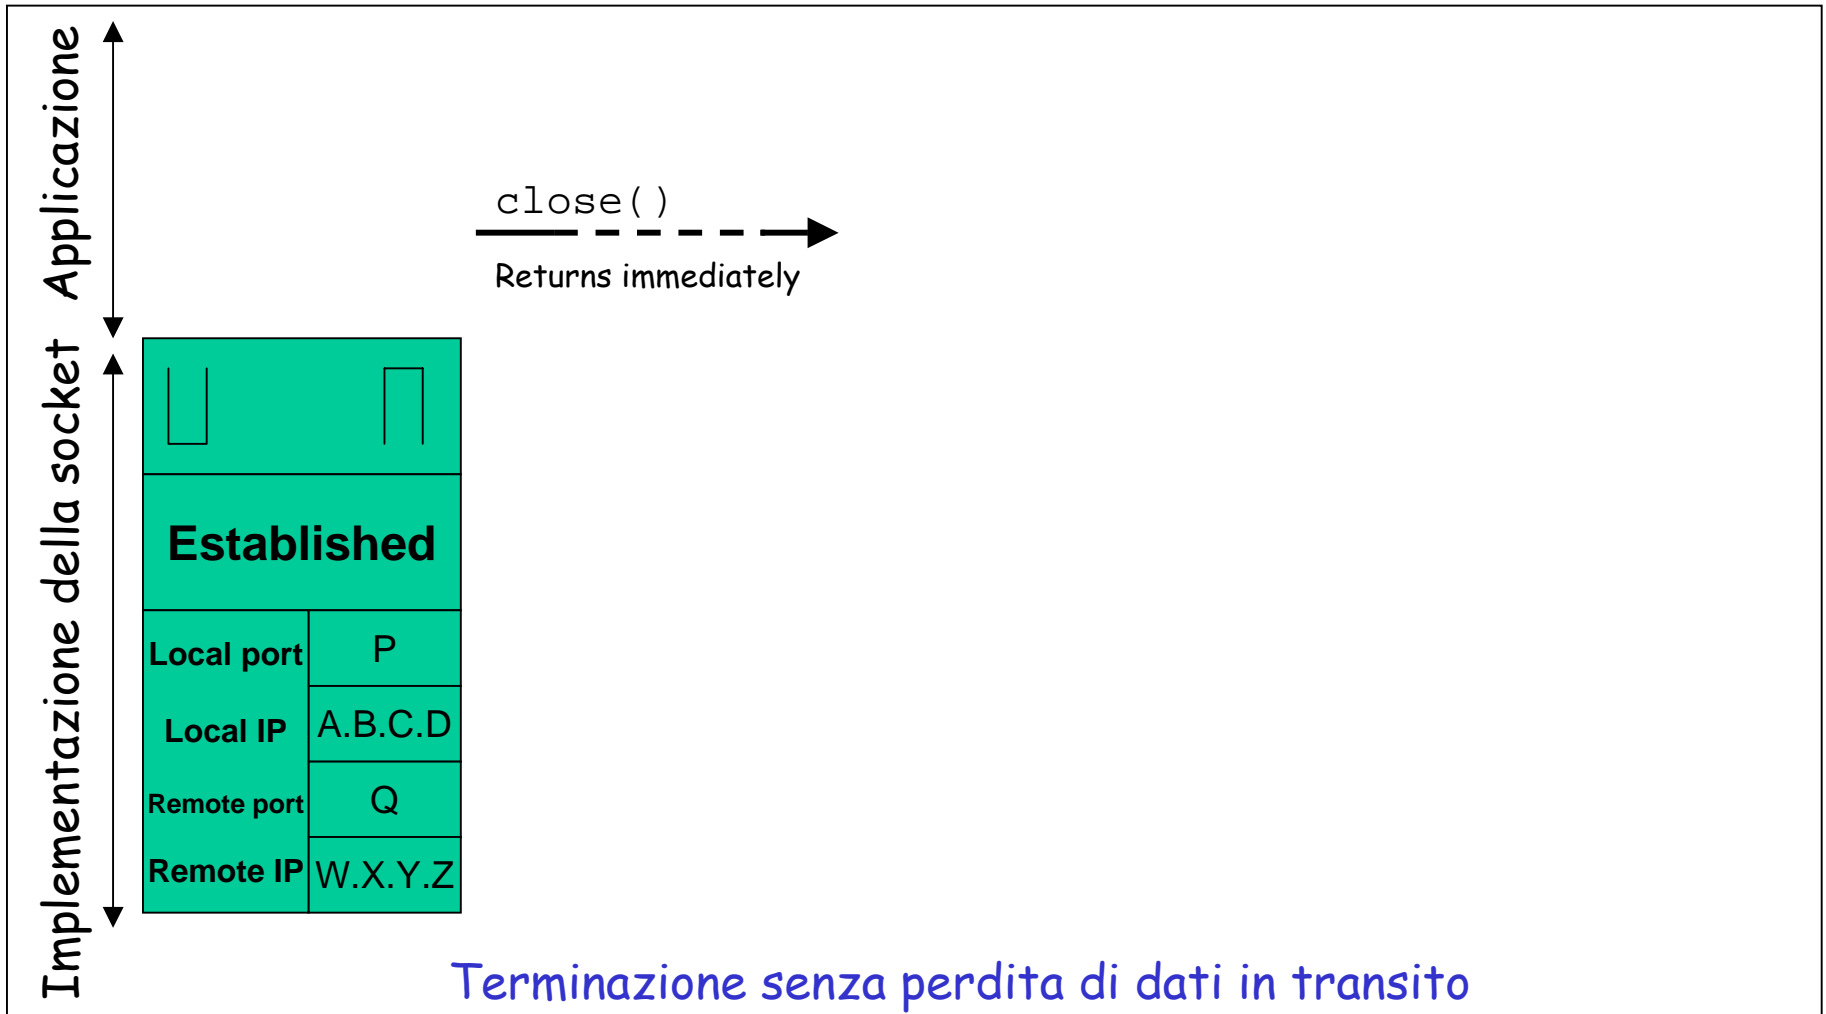 Applicazione
close()
Returns immediately
Implementazione della socket
Established
Local port P
Local IP A.B.C.D
Remote port Q
Remote IP W.X.Y.Z
Terminazione senza perdita di dati in transito